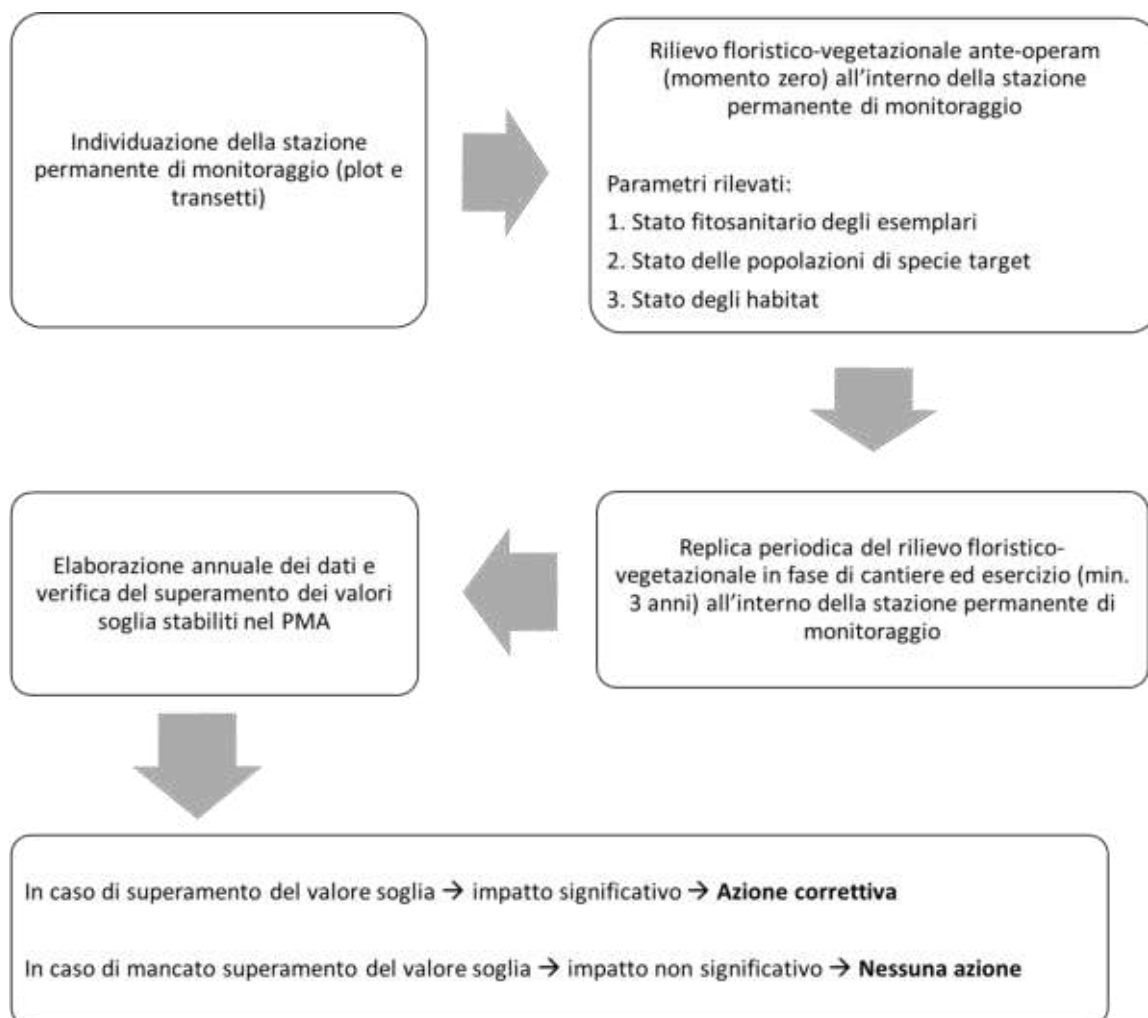 Individuazione della stazione
permanente di monitoraggio (plot e
transetti)
Rilievo floristico-vegetazionale ante-operam
(momento zero) all’interno della stazione
permanente di monitoraggio
Parametri rilevati:
1. Stato fitosanitario degli esemplari
2. Stato delle popolazioni di specie target
3. Stato degli habitat
Replica periodica del rilievo floristico-
vegetazionale in fase di cantiere ed esercizio (min.
3 anni) all’interno della stazione permanente di
monitoraggio
Elaborazione annuale dei dati e
verifica del superamento dei valori
soglia stabiliti nel PMA
In caso di superamento del valore soglia → impatto significativo → Azione correttiva
In caso di mancato superamento del valore soglia → impatto non significativo → Nessuna azione